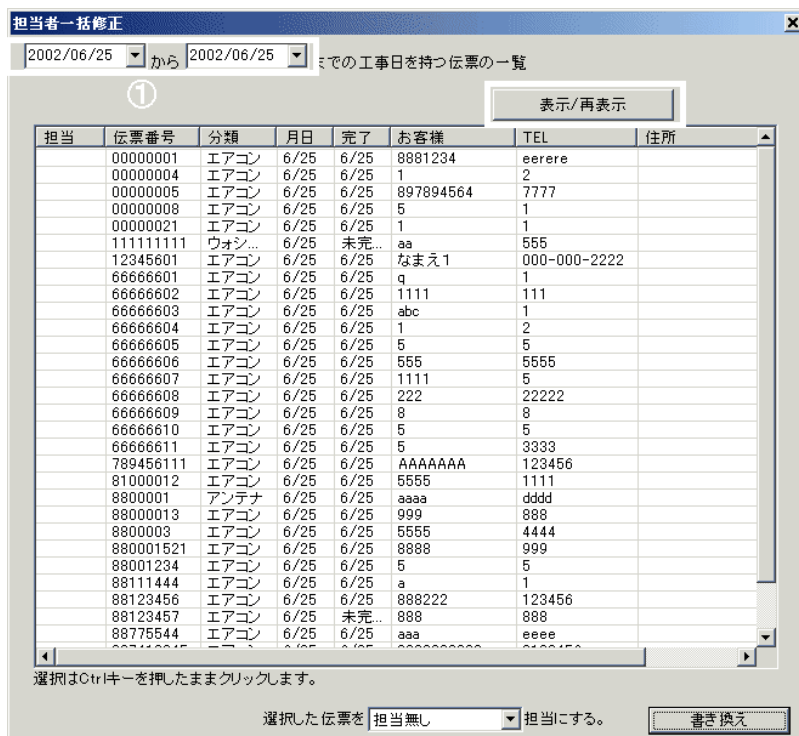 担当者一括修正
2002/06/25 から 2002/06/25 までの工事日を持つ伝票の一覧
①
表示/再表示
担当 伝票番号 分類 月日 完了 お客様 TEL 住所
00000001 エアコン 6/25 6/25 8881234 eerere
00000004 エアコン 6/25 6/25 1 2
00000005 エアコン 6/25 6/25 897894564 7777
00000008 エアコン 6/25 6/25 5 1
00000021 エアコン 6/25 6/25 1 1
111111111 ウォシ... 6/25 未完... aa 555
12345601 エアコン 6/25 6/25 なまえ1 000-000-2222
66666601 エアコン 6/25 6/25 q 1
66666602 エアコン 6/25 6/25 1111 111
66666603 エアコン 6/25 6/25 abc 1
66666604 エアコン 6/25 6/25 1 2
66666605 エアコン 6/25 6/25 5 5
66666606 エアコン 6/25 6/25 555 5555
66666607 エアコン 6/25 6/25 1111 5
66666608 エアコン 6/25 6/25 222 22222
66666609 エアコン 6/25 6/25 8 8
66666610 エアコン 6/25 6/25 5 5
66666611 エアコン 6/25 6/25 5 3333
789456111 エアコン 6/25 6/25 AAAAAAA 123456
81000012 エアコン 6/25 6/25 5555 1111
8800001 アンテナ 6/25 6/25 aaaa dddd
88000013 エアコン 6/25 6/25 999 888
8800003 エアコン 6/25 6/25 5555 4444
880001521 エアコン 6/25 6/25 8888 999
88001234 エアコン 6/25 6/25 5 5
88111444 エアコン 6/25 6/25 a 1
88123456 エアコン 6/25 6/25 888222 123456
88123457 エアコン 6/25 未完... 888 888
88775544 エアコン 6/25 6/25 aaa eeee
選択はCtrlキーを押したままクリックします。
選択した伝票を 担当無し 担当にする。 書き換え